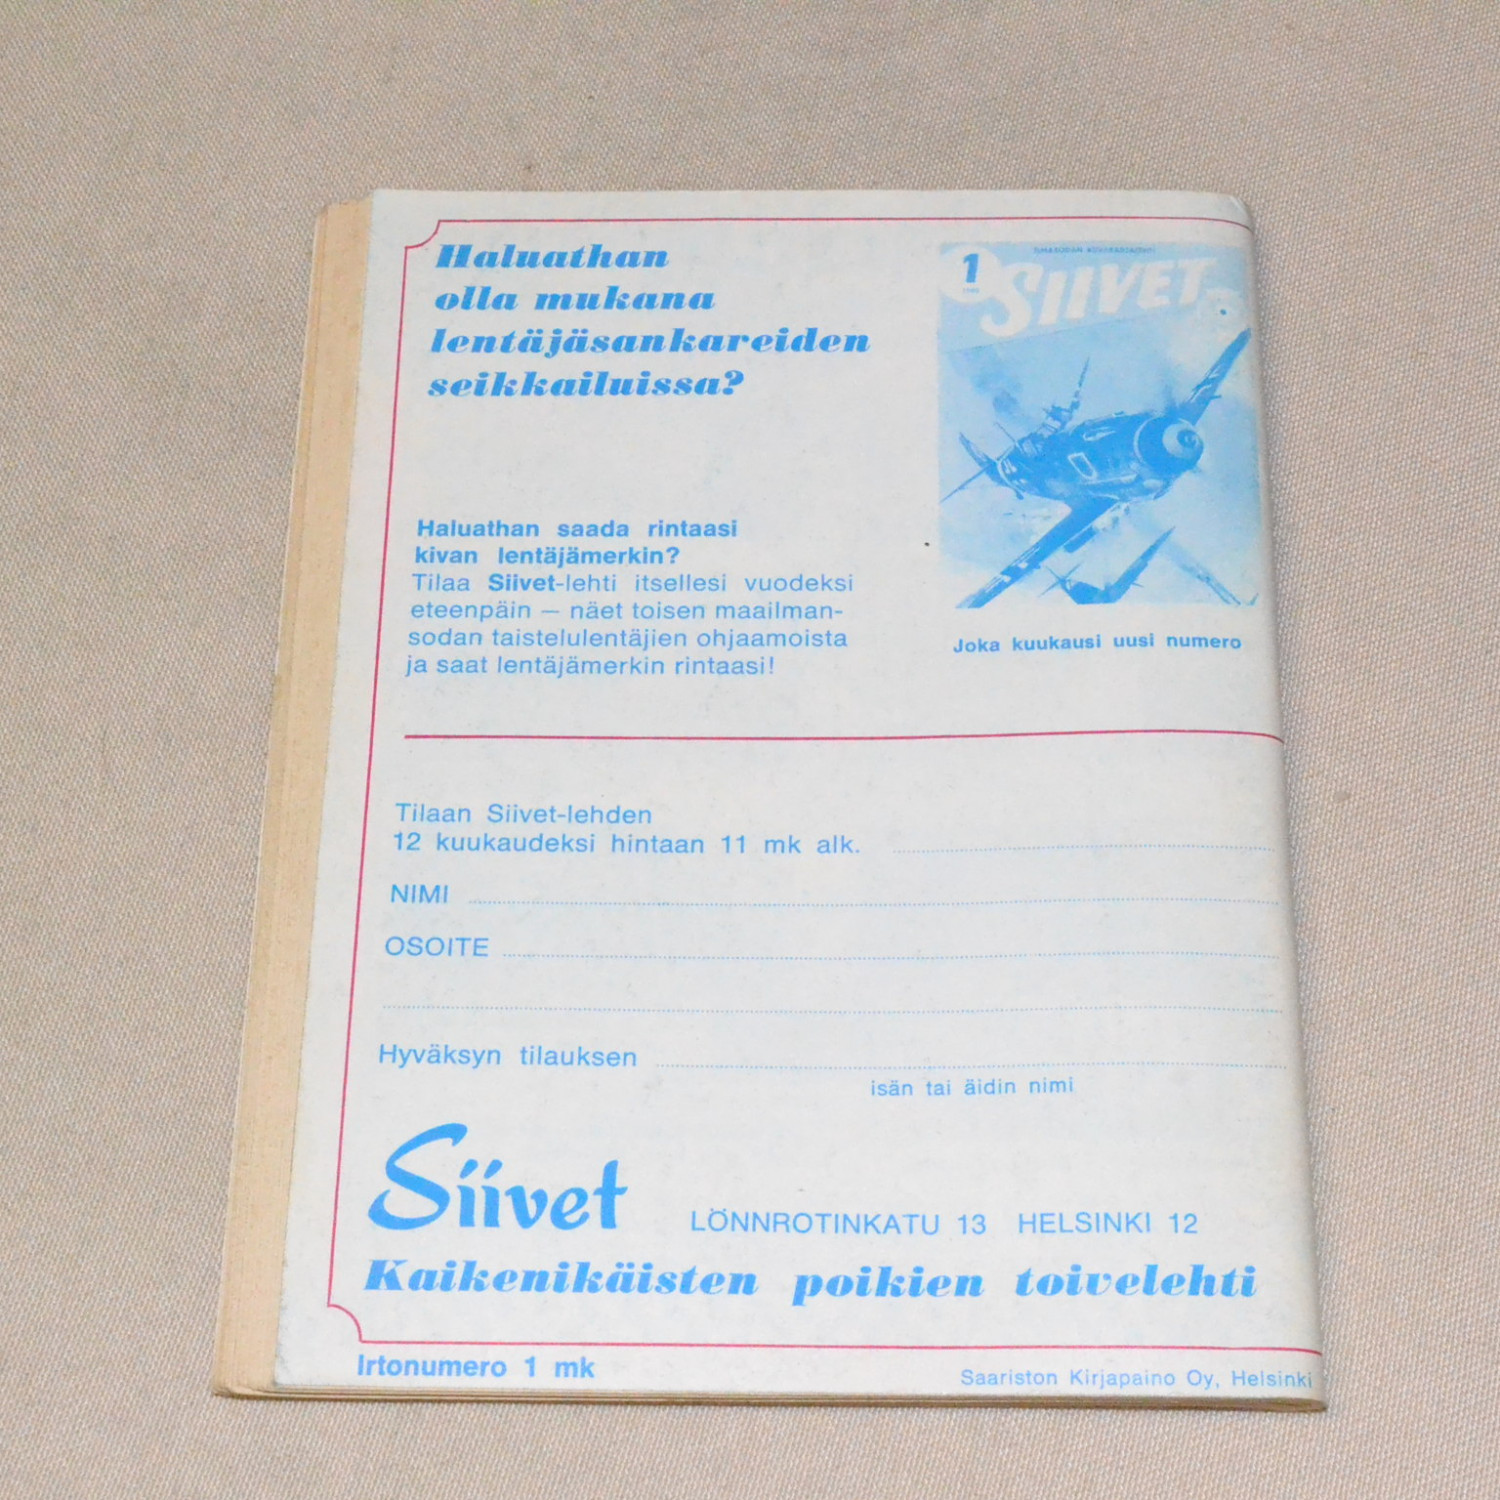 Haluathan
olla mukana
lentäjäsankareiden
seikkailuissa?
1
SIIVET
Haluathan saada rintaasi
kivan lentäjämerkin?
Tilaa Siivet-lehti itsellesi vuodeksi
eteenpäin — näet toisen maailman-
sodan taistelulentäjien ohjaamoista
ja saat lentäjämerkin rintaasi!
Joka kuukausi uusi numero
Tilaan Siivet-lehden
12 kuukaudeksi hintaan 11 mk alk.
NIMI
OSOITE
Hyväksyn tilauksen
isän tai äidin nimi
Siivet
LÖNNROTINKATU 13 HELSINKI 12
Kaikenikäisten poikien toivelehti
Irtonumero 1 mk
Saariston Kirjapaino Oy, Helsinki